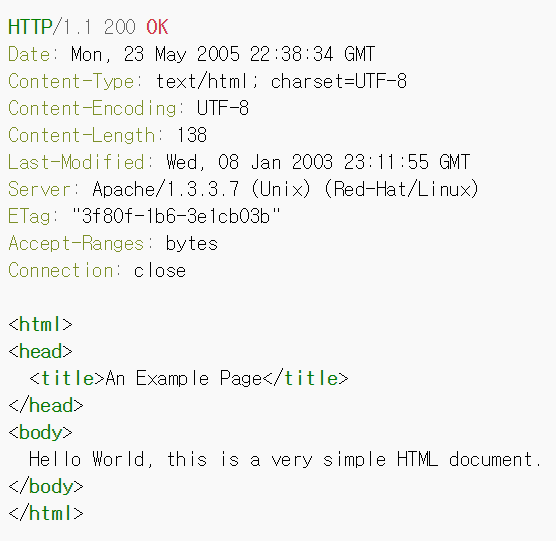 HTTP/1.1 200 OK
Date: Mon, 23 May 2005 22:38:34 GMT
Content-Type: text/html; charset=UTF-8
Content-Encoding: UTF-8
Content-Length: 138
Last-Modified: Wed, 08 Jan 2003 23:11:55 GMT
Server: Apache/1.3.3.7 (Unix) (Red-Hat/Linux)
ETag: "3f80f-1b6-3e1cb03b"
Accept-Ranges: bytes
Connection: close

<html>
<head>
  <title>An Example Page</title>
</head>
<body>
  Hello World, this is a very simple HTML document.
</body>
</html>